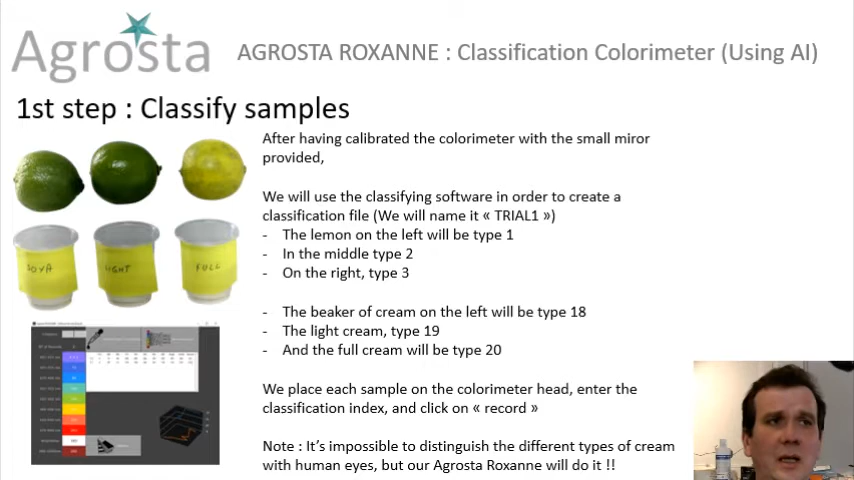 Agrosta
AGROSTA ROXANNE : Classification Colorimeter (Using AI)
1st step : Classify samples
After having calibrated the colorimeter with the small miror
provided,
We will use the classifying software in order to create a
classification file (We will name it « TRIAL1 »)
- The lemon on the left will be type 1
- In the middle type 2
- On the right, type 3
SOYA
LIGHT
FULL
- The beaker of cream on the left will be type 18
- The light cream, type 19
- And the full cream will be type 20
We place each sample on the colorimeter head, enter the
classification index, and click on « record »
Note : It's impossible to distinguish the different types of cream
with human eyes, but our Agrosta Roxanne will do it !!